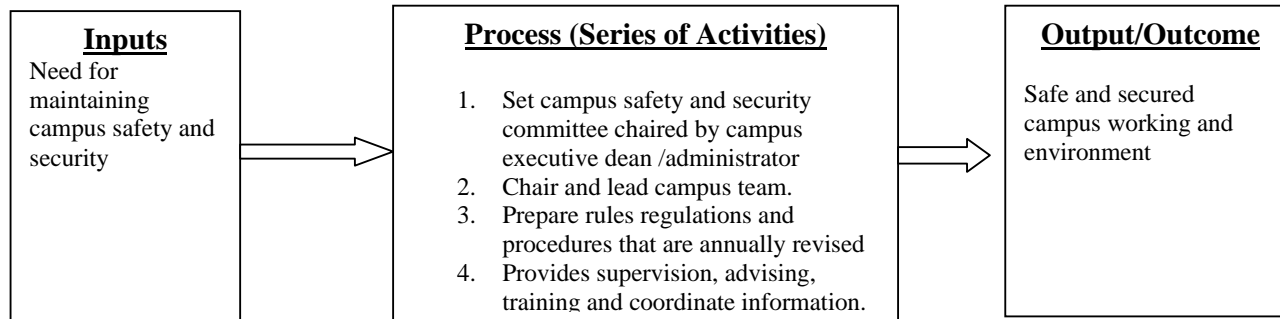 Inputs
Need for
maintaining
campus safety and
security
Process (Series of Activities)
1. Set campus safety and security
committee chaired by campus
executive dean /administrator
2. Chair and lead campus team.
3. Prepare rules regulations and
procedures that are annually revised
4. Provides supervision, advising,
training and coordinate information.
Output/Outcome
Safe and secured
campus working and
environment